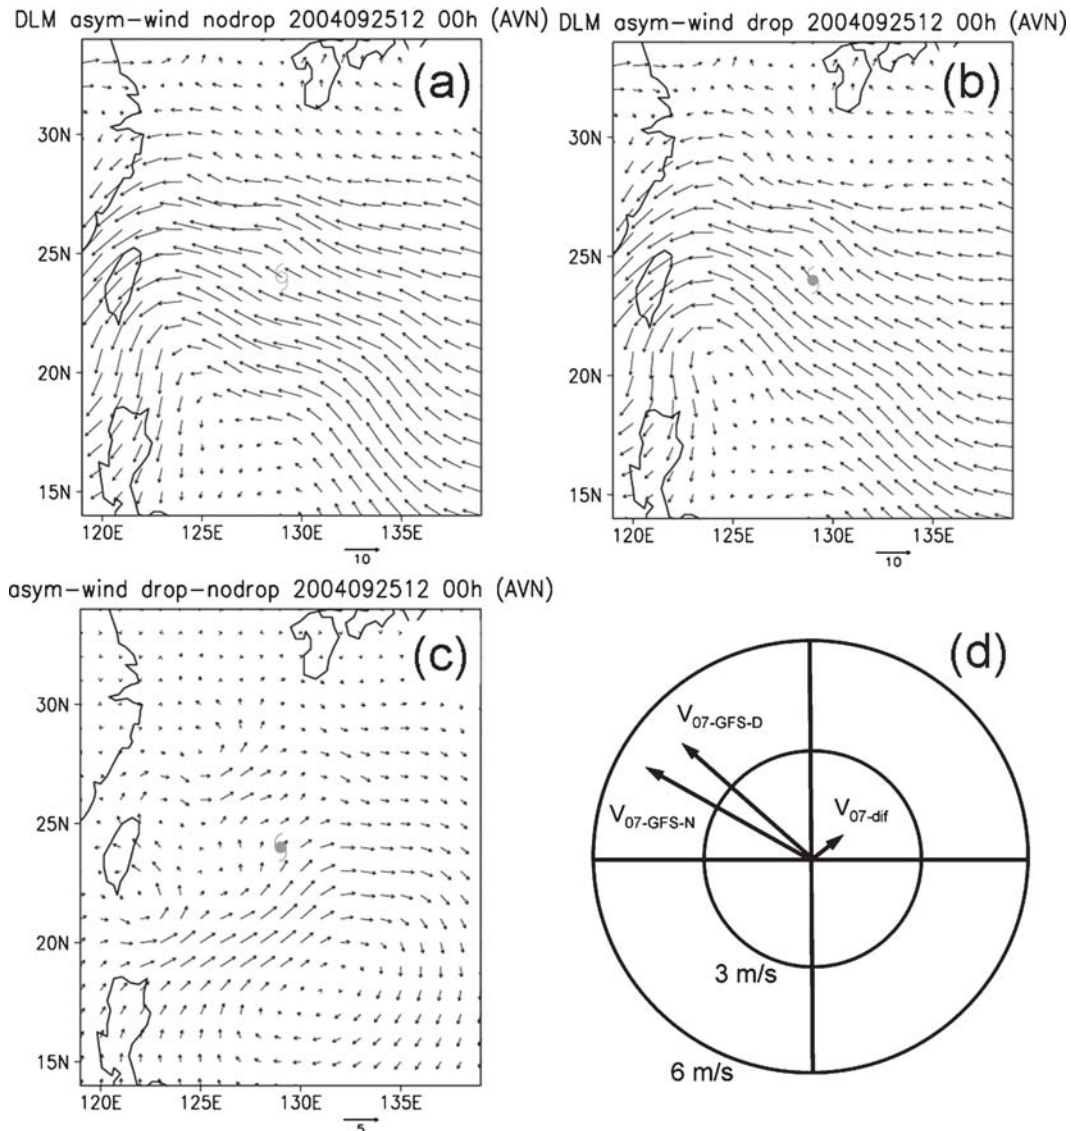 DLM asym-wind nodrop 2004092512 00h (AVN)
DLM asym-wind drop 2004092512 00h (AVN)
(a)
(b)
30N
25N
20N
15N
120E 125E 130E 135E
10
30N
25N
20N
15N
120E 125E 130E 135E
10
asym-wind drop-nodrop 2004092512 00h (AVN)
(c)
30N
25N
20N
15N
120E 125E 130E 135E
5
(d)
V07-GFS-D
V07-GFS-N
V07-dif
3 m/s
6 m/s